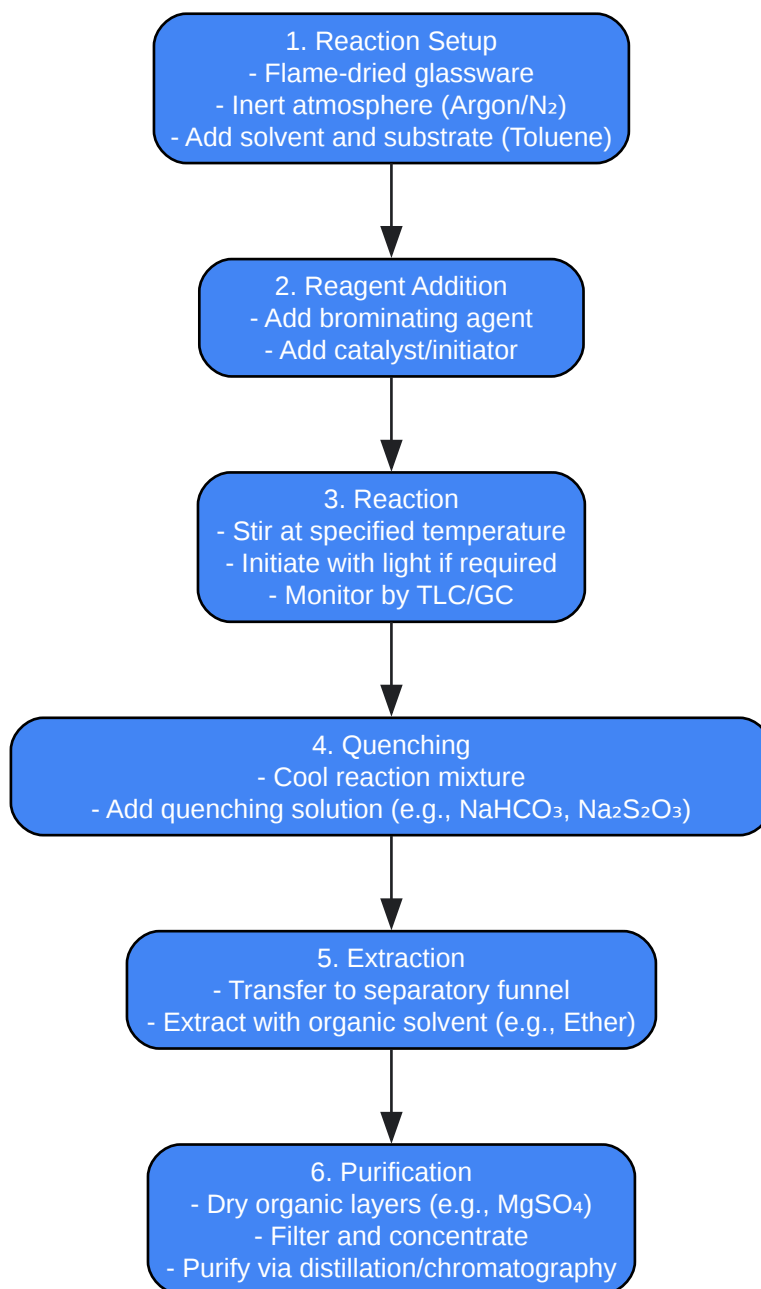 1. Reaction Setup
- Flame-dried glassware
- Inert atmosphere (Argon/N₂)
- Add solvent and substrate (Toluene)
2. Reagent Addition
- Add brominating agent
- Add catalyst/initiator
3. Reaction
- Stir at specified temperature
- Initiate with light if required
- Monitor by TLC/GC
4. Quenching
- Cool reaction mixture
- Add quenching solution (e.g., NaHCO₃, Na₂S₂O₃)
5. Extraction
- Transfer to separatory funnel
- Extract with organic solvent (e.g., Ether)
6. Purification
- Dry organic layers (e.g., MgSO₄)
- Filter and concentrate
- Purify via distillation/chromatography